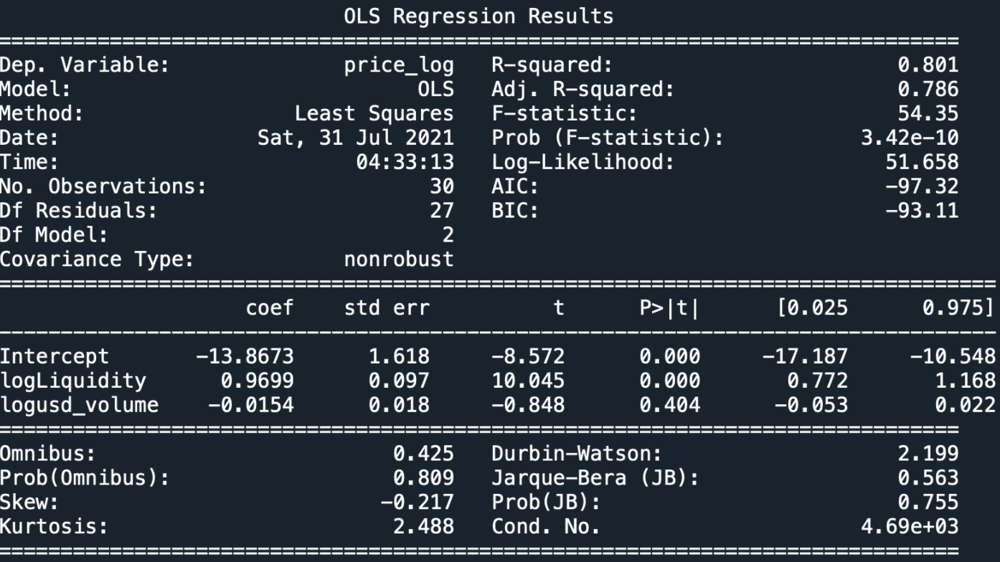 OLS Regression Results
==============================================================================
Dep. Variable: price_log R-squared: 0.801
Model: OLS Adj. R-squared: 0.786
Method: Least Squares F-statistic: 54.35
Date: Sat, 31 Jul 2021 Prob (F-statistic): 3.42e-10
Time: 04:33:13 Log-Likelihood: 51.658
No. Observations: 30 AIC: -97.32
Df Residuals: 27 BIC: -93.11
Df Model: 2
Covariance Type: nonrobust
=================================================================================
coef std err t P>|t| [0.025 0.975]
---------------------------------------------------------------------------------
Intercept -13.8673 1.618 -8.572 0.000 -17.187 -10.548
logLiquidity 0.9699 0.097 10.045 0.000 0.772 1.168
logusd_volume -0.0154 0.018 -0.848 0.404 -0.053 0.022
==============================================================================
Omnibus: 0.425 Durbin-Watson: 2.199
Prob(Omnibus): 0.809 Jarque-Bera (JB): 0.563
Skew: -0.217 Prob(JB): 0.755
Kurtosis: 2.488 Cond. No. 4.69e+03
==============================================================================